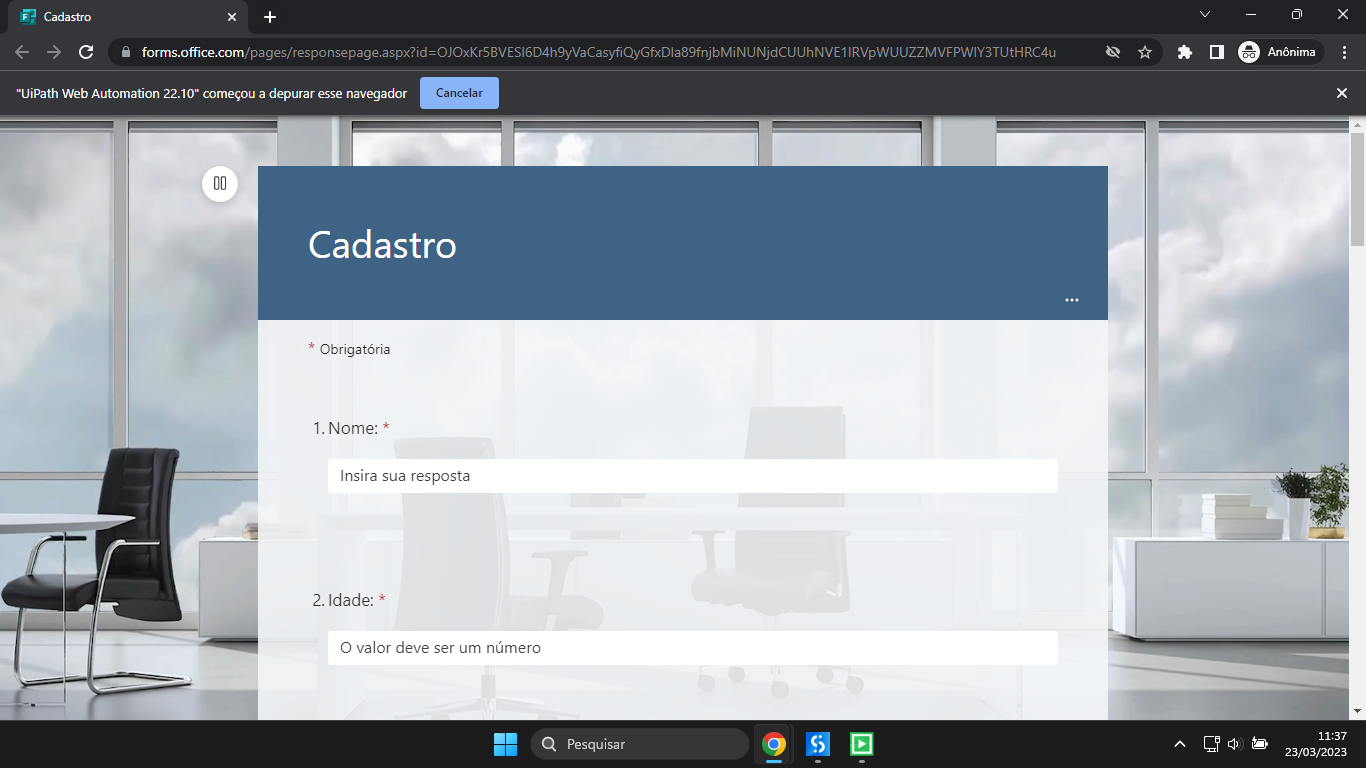 Cadastro
forms.office.com/pages/responsepage.aspx?id=OJOxKr5BVESI6D4h9yVaCasyfiQyGfxDla89fnjbMiNUNjdCUUhNVE1IRVpWUUZZMVFPWlY3TUtHRC4u
Anônima
"UiPath Web Automation 22.10" começou a depurar esse navegador
Cancelar
Cadastro
* Obrigatória
1. Nome: *
Insira sua resposta
2. Idade: *
O valor deve ser um número
Pesquisar
11:37
23/03/2023